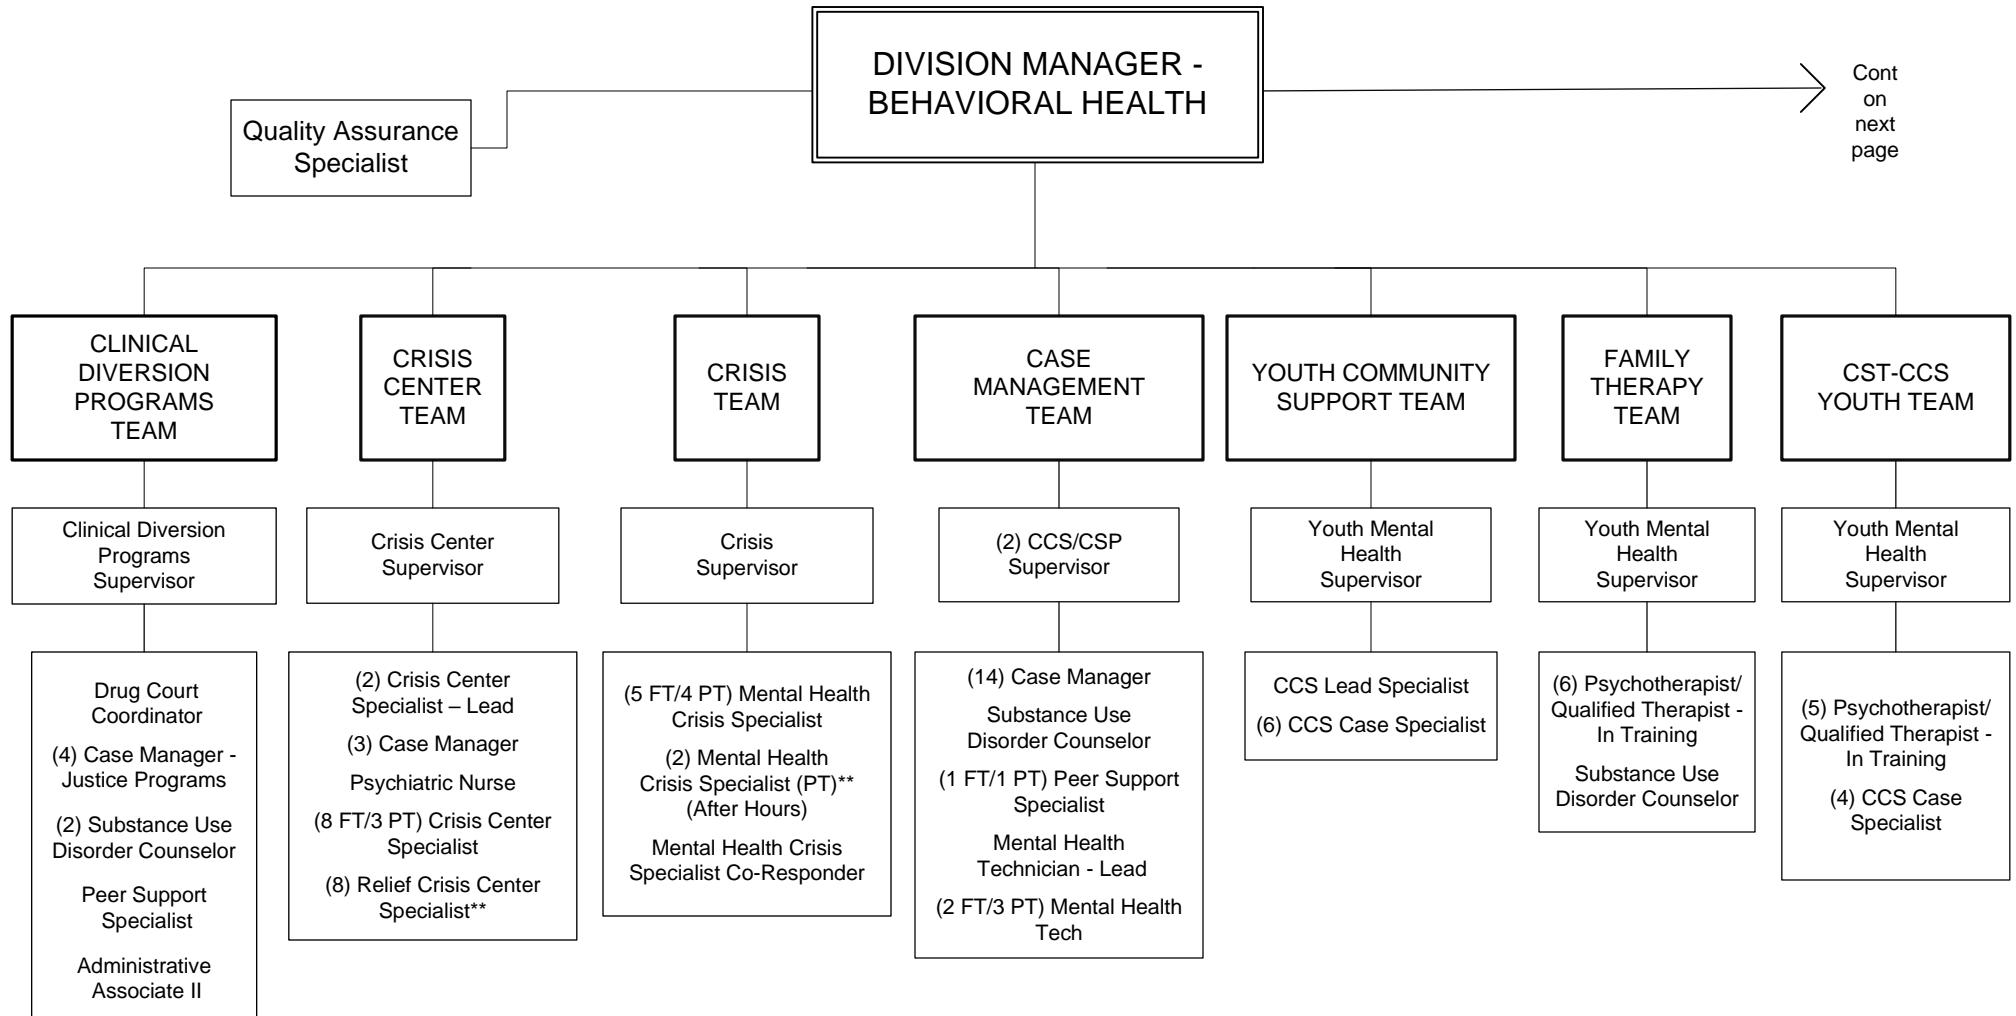 DIVISION MANAGER -
BEHAVIORAL HEALTH
Quality Assurance
Specialist
Cont
on
next
page
CLINICAL
DIVERSION
PROGRAMS
TEAM
CRISIS
CENTER
TEAM
CRISIS
TEAM
CASE
MANAGEMENT
TEAM
YOUTH COMMUNITY
SUPPORT TEAM
FAMILY
THERAPY
TEAM
CST-CCS
YOUTH TEAM
Clinical Diversion
Programs
Supervisor
Crisis Center
Supervisor
Crisis
Supervisor
(2) CCS/CSP
Supervisor
Youth Mental
Health
Supervisor
Youth Mental
Health
Supervisor
Youth Mental
Health
Supervisor
Drug Court
Coordinator
(4) Case Manager -
Justice Programs
(2) Substance Use
Disorder Counselor
Peer Support
Specialist
Administrative
Associate II
(2) Crisis Center
Specialist – Lead
(3) Case Manager
Psychiatric Nurse
(8 FT/3 PT) Crisis Center
Specialist
(8) Relief Crisis Center
Specialist**
(5 FT/4 PT) Mental Health
Crisis Specialist
(2) Mental Health
Crisis Specialist (PT)**
(After Hours)
Mental Health Crisis
Specialist Co-Responder
(14) Case Manager
Substance Use
Disorder Counselor
(1 FT/1 PT) Peer Support
Specialist
Mental Health
Technician - Lead
(2 FT/3 PT) Mental Health
Tech
CCS Lead Specialist
(6) CCS Case Specialist
(6) Psychotherapist/
Qualified Therapist -
In Training
Substance Use
Disorder Counselor
(5) Psychotherapist/
Qualified Therapist -
In Training
(4) CCS Case
Specialist